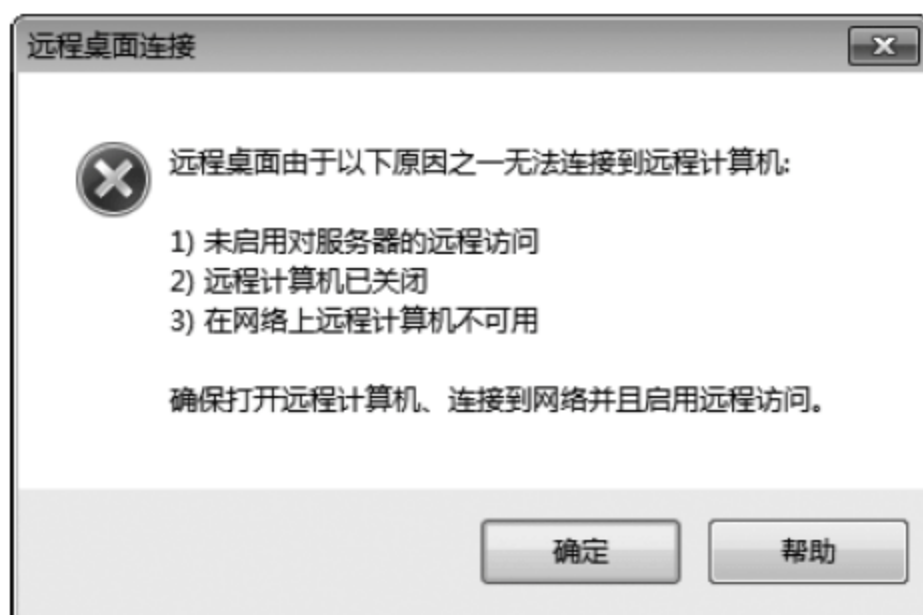 远程桌面连接
远程桌面由于以下原因之一无法连接到远程计算机:
1) 未启用对服务器的远程访问
2) 远程计算机已关闭
3) 在网络上远程计算机不可用
确保打开远程计算机、连接到网络并且启用远程访问。
确定
帮助